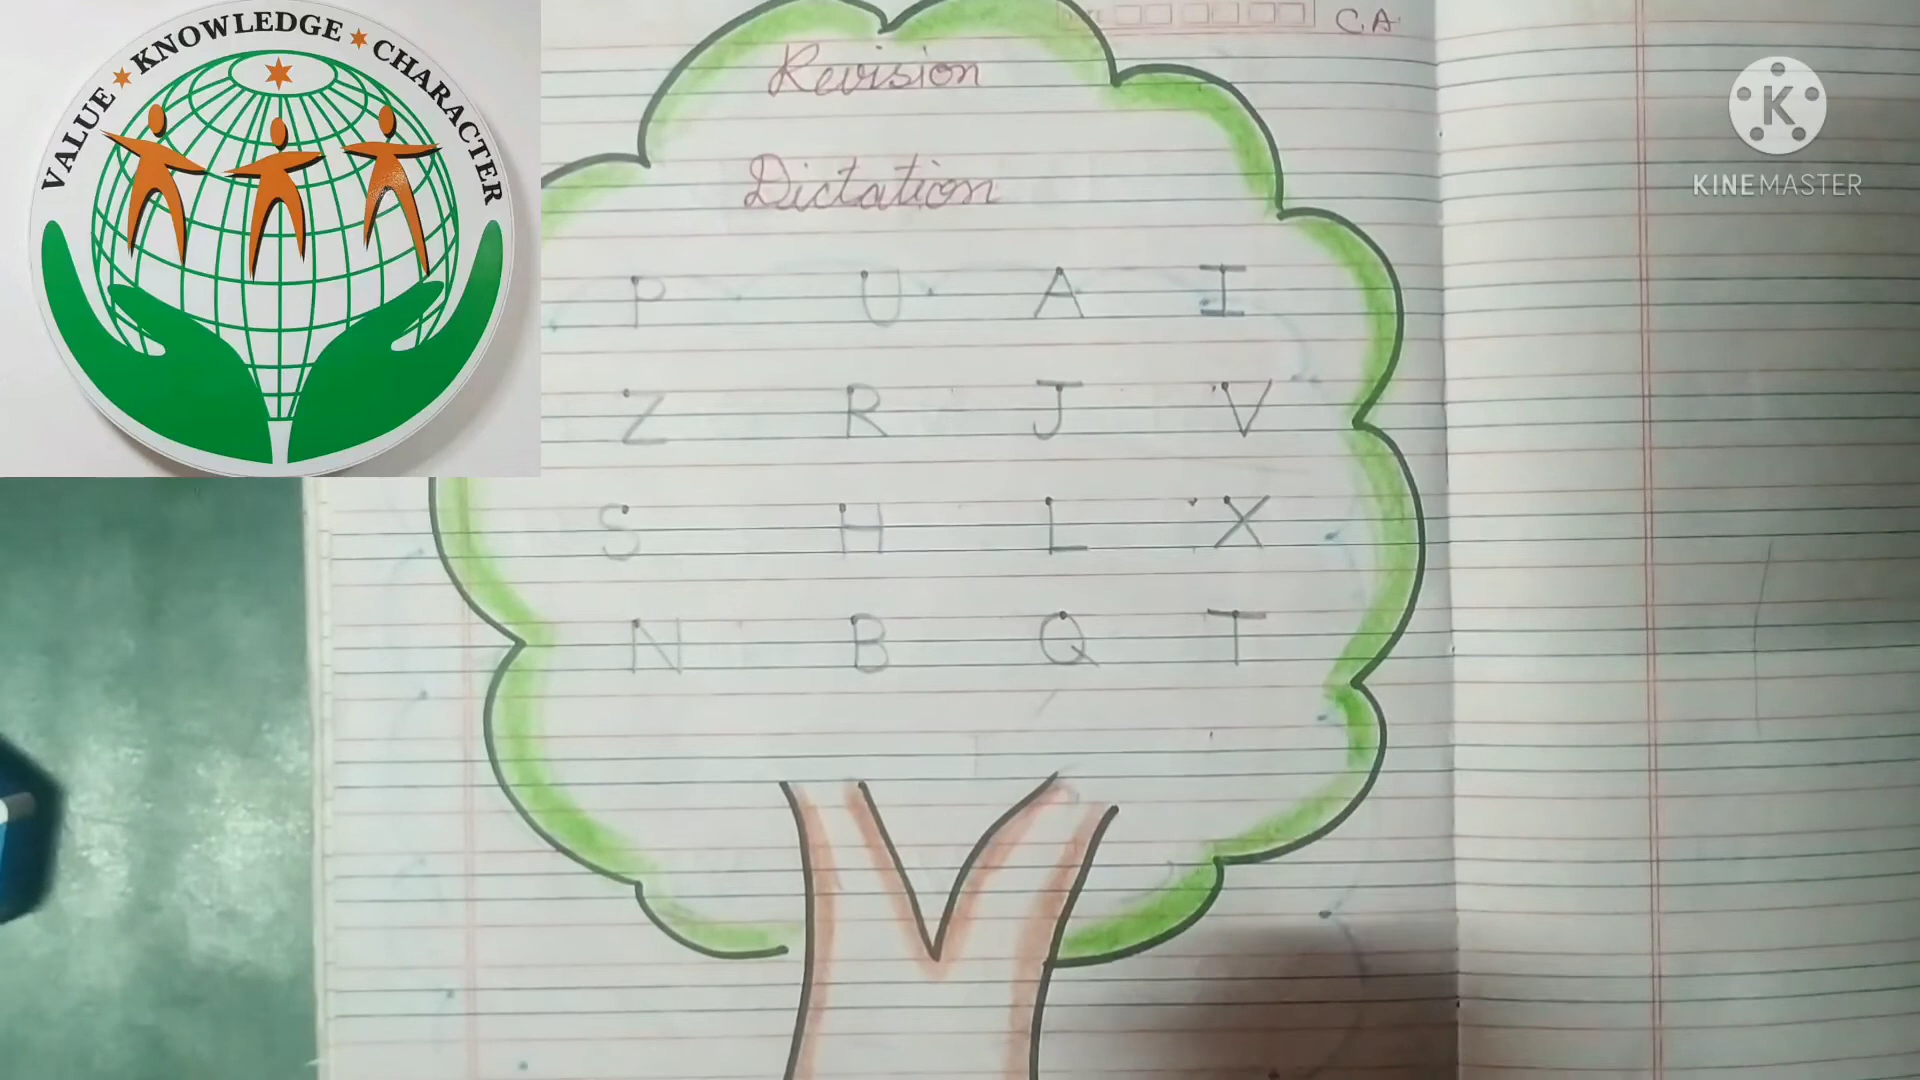 VALUE ★ KNOWLEDGE ★ CHARACTER
C.A.
Revision
Dictation
P U A I
Z R J V
S H L X
N B Q T
K
KINEMASTER